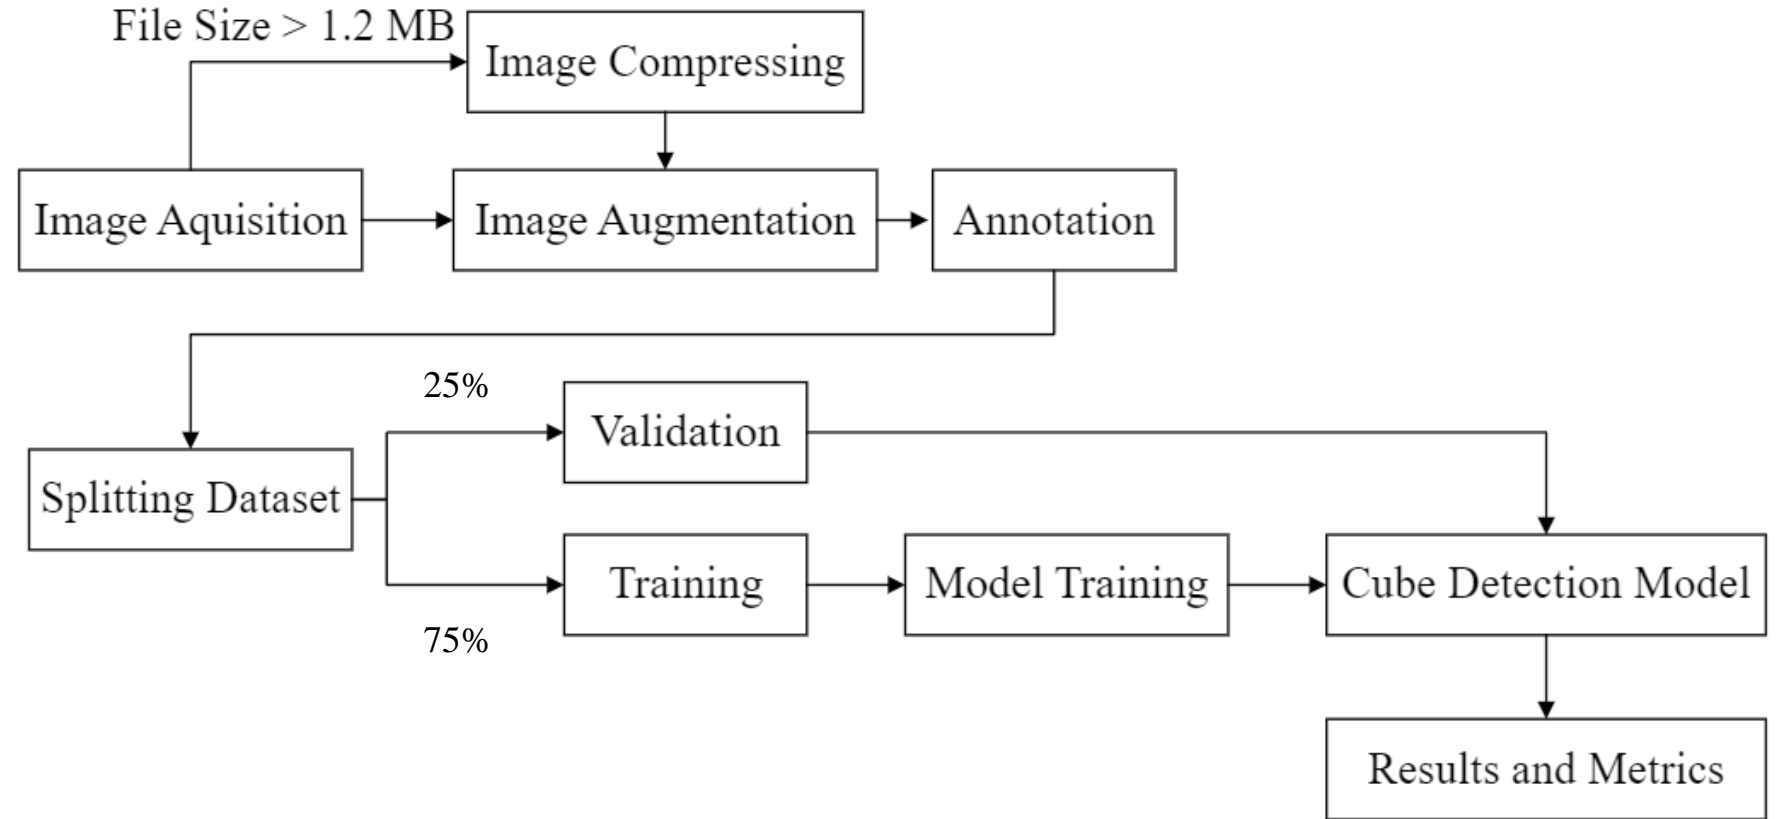 File Size > 1.2 MB
Image Compressing
Image Aquisition
Image Augmentation
Annotation
25%
Validation
Splitting Dataset
Training
Model Training
Cube Detection Model
75%
Results and Metrics